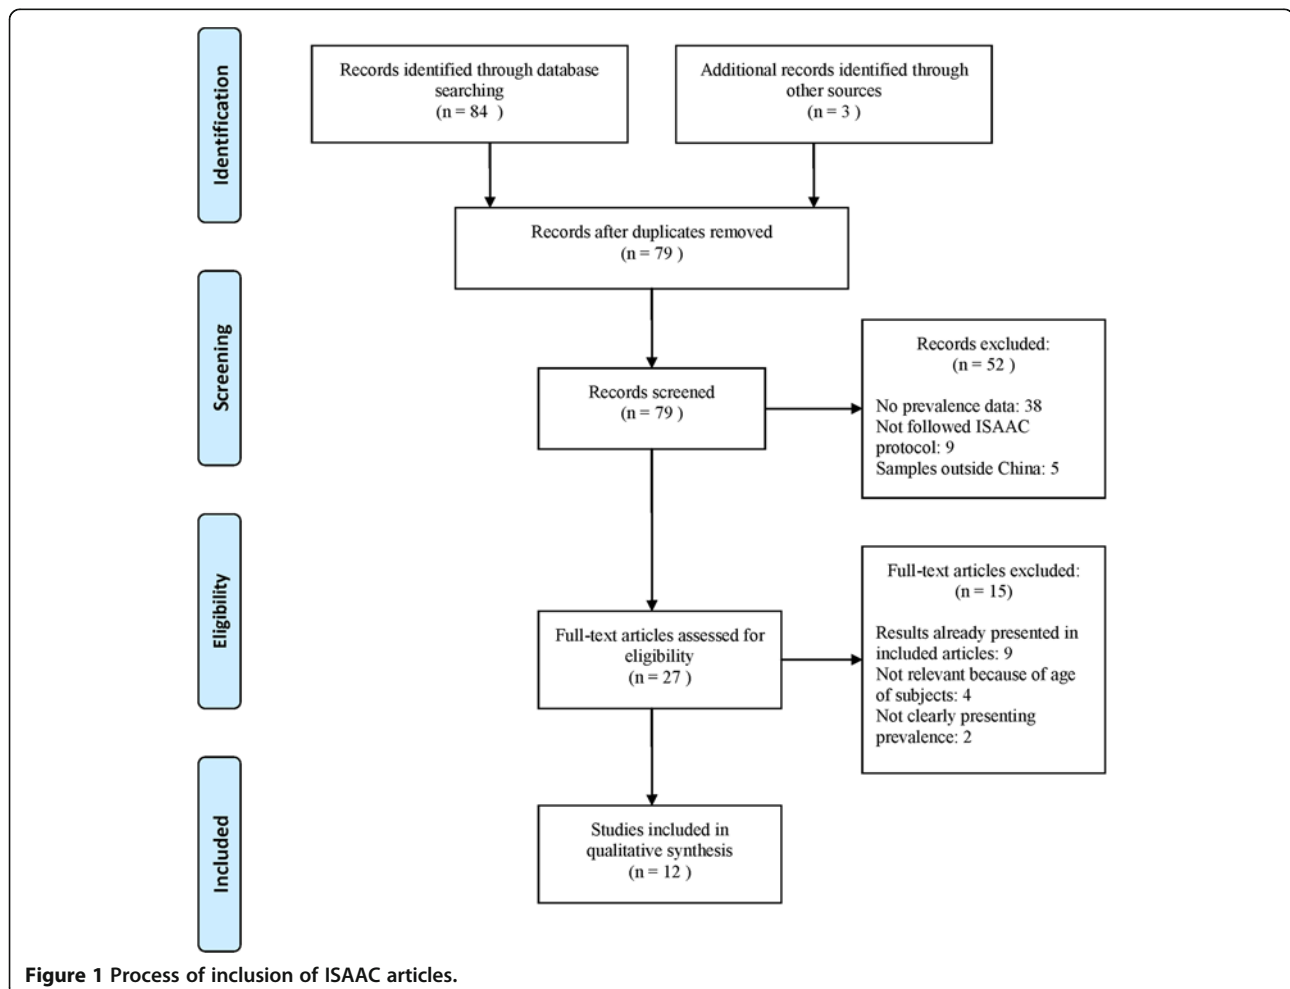 Identification
Records identified through database
searching
(n = 84 )
Additional records identified through
other sources
(n = 3 )
Records after duplicates removed
(n = 79 )
Screening
Records screened
(n = 79 )
Records excluded:
(n = 52 )
No prevalence data: 38
Not followed ISAAC
protocol: 9
Samples outside China: 5
Eligibility
Full-text articles assessed for
eligibility
(n = 27 )
Full-text articles excluded:
(n = 15)
Results already presented in
included articles: 9
Not relevant because of age
of subjects: 4
Not clearly presenting
prevalence: 2
Included
Studies included in
qualitative synthesis
(n = 12 )
Figure 1 Process of inclusion of ISAAC articles.